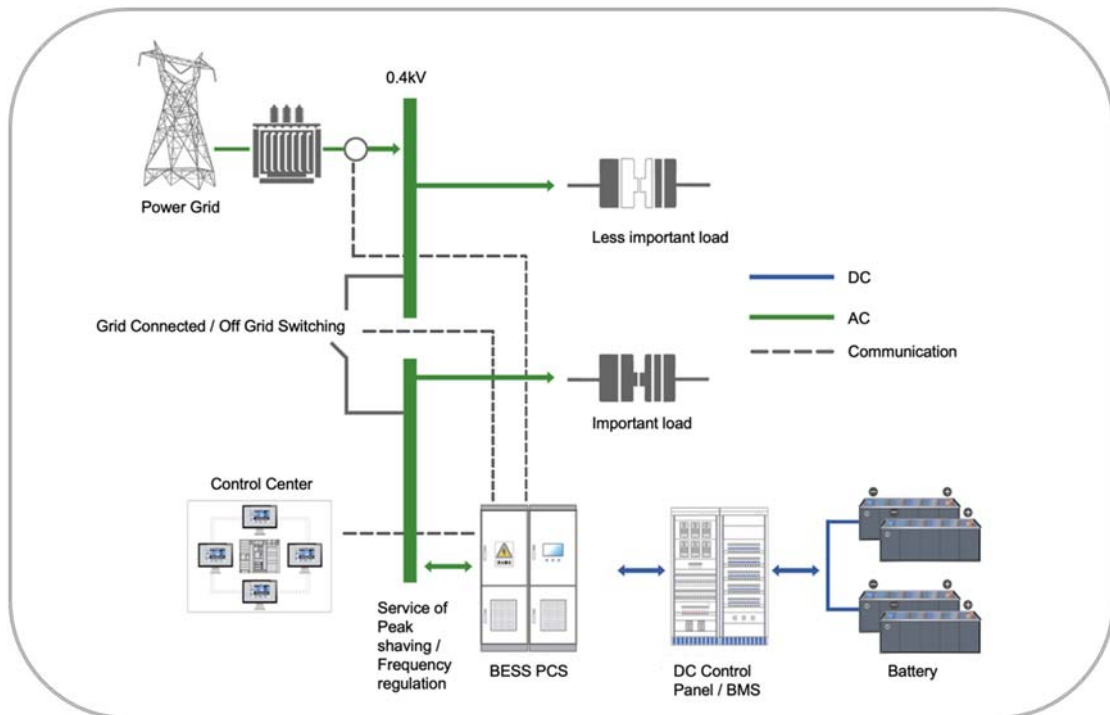 0.4kV
Power Grid
Less important load
DC
AC
Communication
Grid Connected / Off Grid Switching
Important load
Control Center
Service of
Peak
shaving /
Frequency
regulation
BESS PCS
DC Control
Panel / BMS
Battery